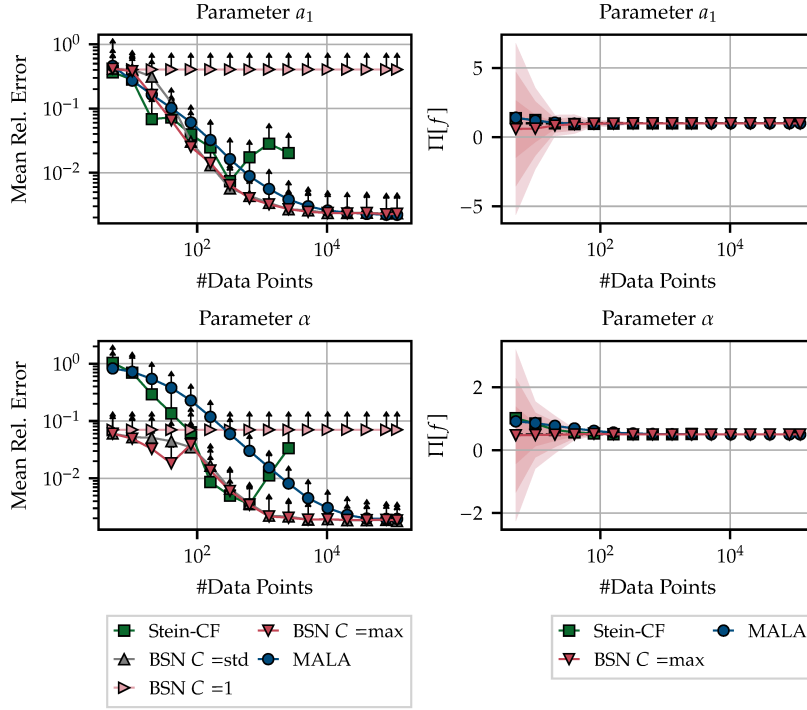 Parameter a₁
Mean Rel. Error
10⁰
10⁻¹
10⁻²
10²
10⁴
#Data Points
Parameter a₁
Π[f]
5
0
−5
10²
10⁴
#Data Points
Parameter α
Mean Rel. Error
10⁰
10⁻¹
10⁻²
10²
10⁴
#Data Points
Parameter α
Π[f]
2
0
−2
10²
10⁴
#Data Points
Stein-CF
BSN C =max
BSN C =std
MALA
BSN C =1
Stein-CF
MALA
BSN C =max